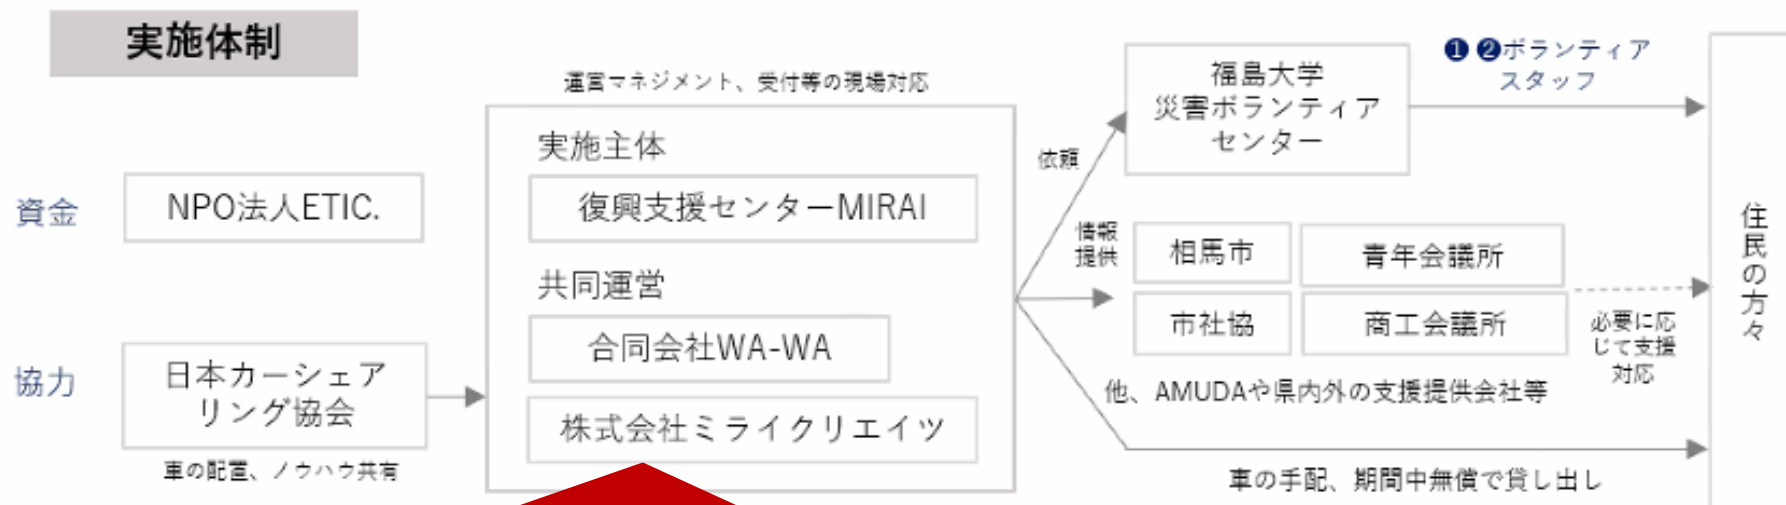 実施体制
資金
NPO法人ETIC.
協力
日本カーシェア
リング協会
車の配置、ノウハウ共有
運営マネジメント、受付等の現場対応
実施主体
復興支援センターMIRAI
共同運営
合同会社WA-WA
株式会社ミライクリエイツ
依頼
福島大学
災害ボランティア
センター
❶❷ボランティア
スタッフ
情報
提供
相馬市
青年会議所
市社協
商工会議所
必要に応
じて支援
対応
他、AMUDAや県内外の支援提供会社等
車の手配、期間中無償で貸し出し
住民の方々